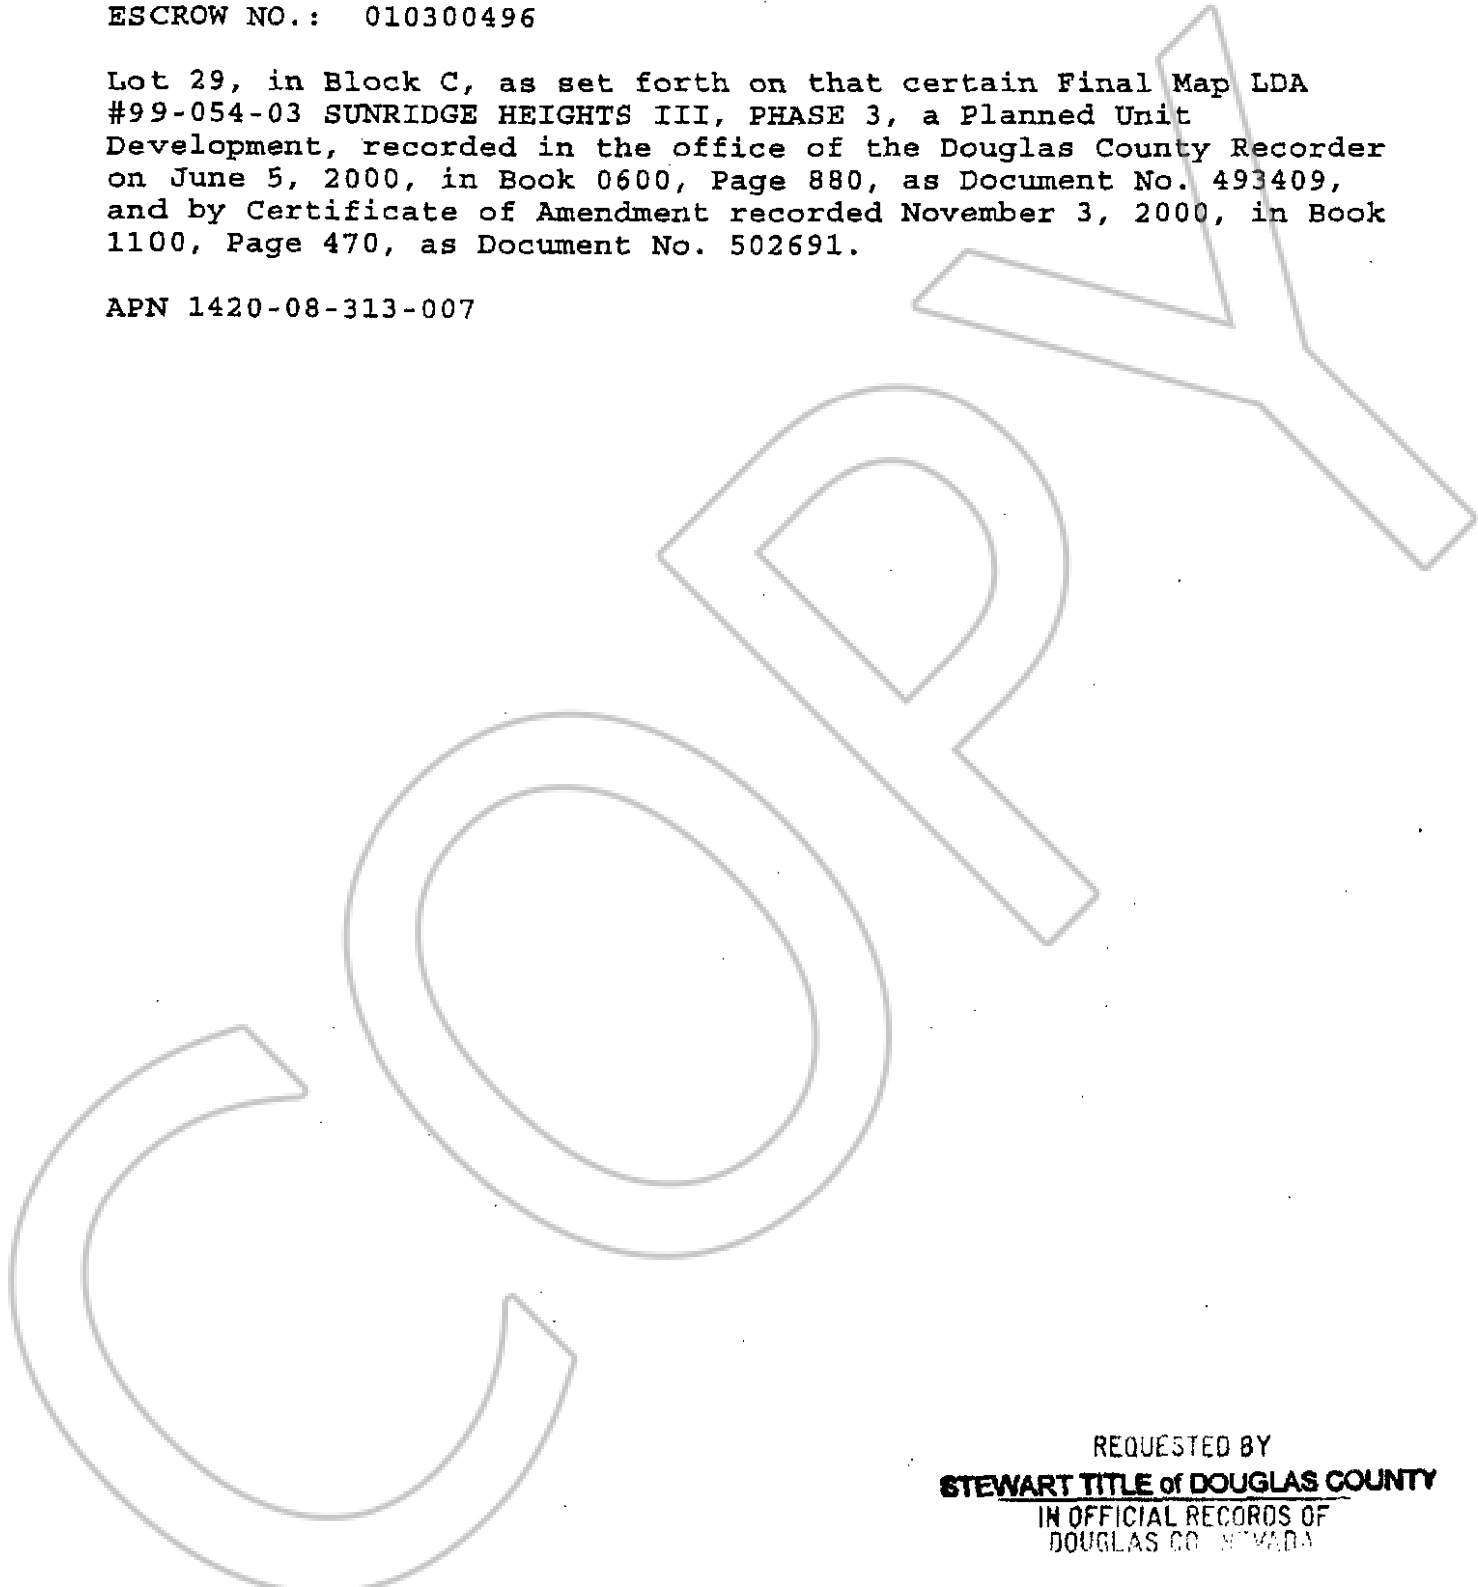 ESCROW NO.: 010300496
Lot 29, in Block C, as set forth on that certain Final Map LDA
#99-054-03 SUNRIDGE HEIGHTS III, PHASE 3, a Planned Unit
Development, recorded in the office of the Douglas County Recorder
on June 5, 2000, in Book 0600, Page 880, as Document No. 493409,
and by Certificate of Amendment recorded November 3, 2000, in Book
1100, Page 470, as Document No. 502691.
APN 1420-08-313-007
COPY
REQUESTED BY
STEWART TITLE of DOUGLAS COUNTY
IN OFFICIAL RECORDS OF
DOUGLAS CO NEVADA